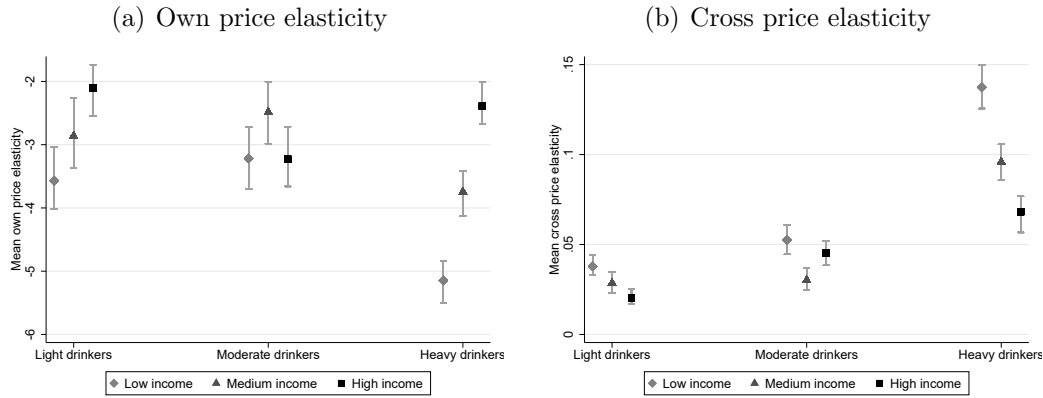 (a) Own price elasticity
Mean own price elasticity
-2
-3
-4
-5
-6
Light drinkers Moderate drinkers Heavy drinkers
Low income Medium income High income
(b) Cross price elasticity
Mean cross price elasticity
.15
.1
.05
0
Light drinkers Moderate drinkers Heavy drinkers
Low income Medium income High income